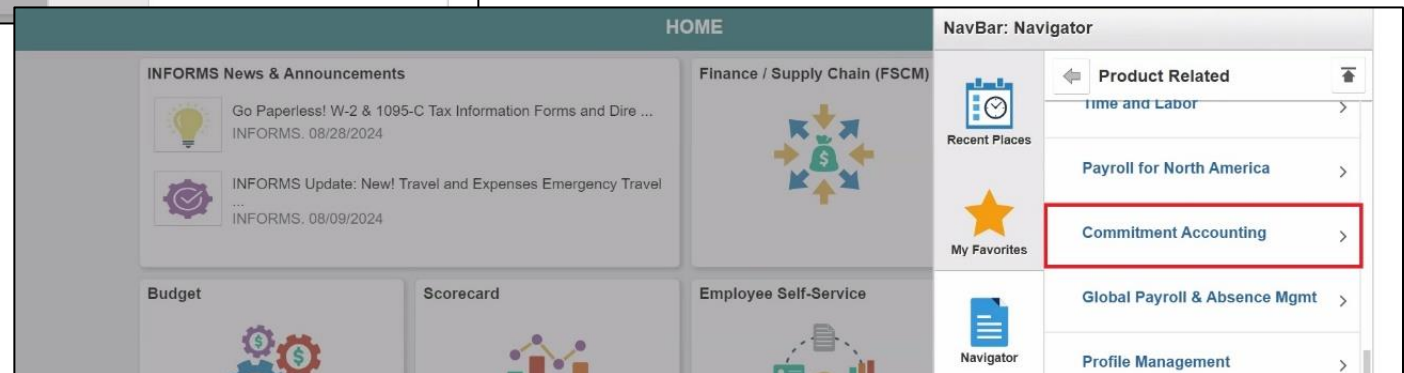 HOME
INFORMS News & Announcements
Go Paperless! W-2 & 1095-C Tax Information Forms and Dire ...
INFORMS. 08/28/2024
INFORMS Update: New! Travel and Expenses Emergency Travel
...
INFORMS. 08/09/2024
Finance / Supply Chain (FSCM)
Budget
Scorecard
Employee Self-Service
NavBar: Navigator
Recent Places
My Favorites
Navigator
Product Related
Time and Labor
Payroll for North America
Commitment Accounting
Global Payroll & Absence Mgmt
Profile Management